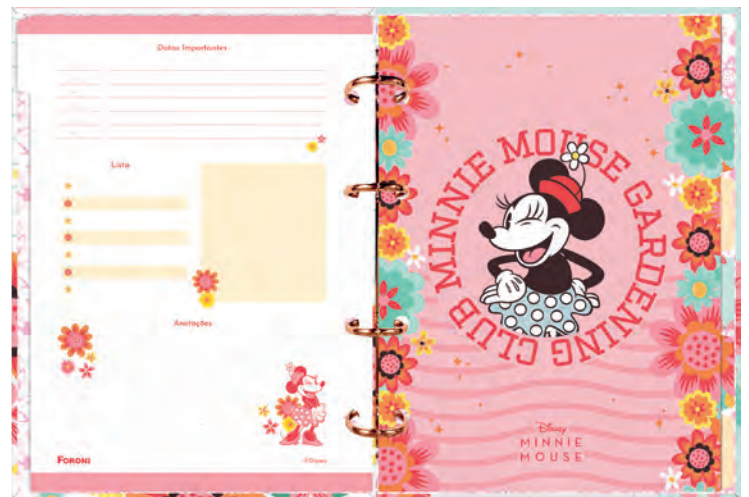 Datas Importantes
Lista
Anotações
FORONI
©Disney
MINNIE MOUSE GARDENING CLUB
Disney
MINNIE
MOUSE